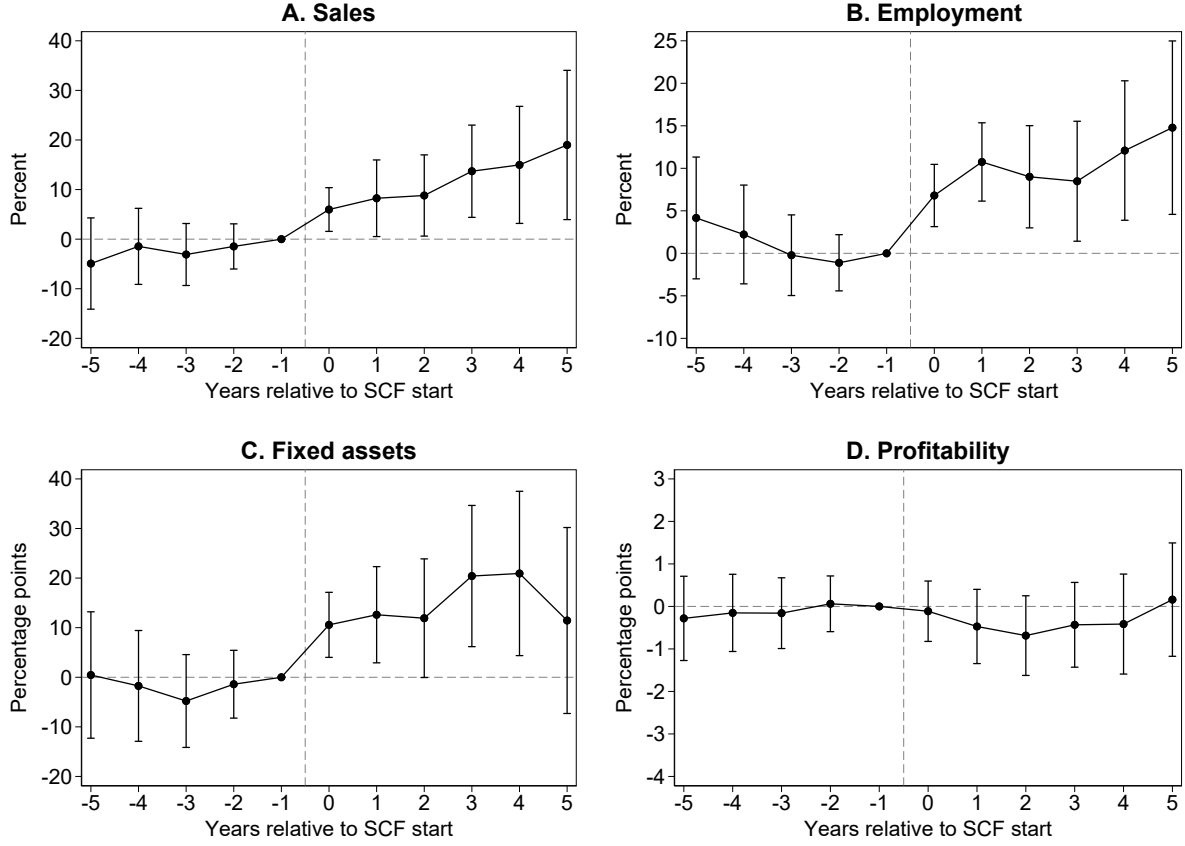 A. Sales
Percent
40
30
20
10
0
-10
-20
-5 -4 -3 -2 -1 0 1 2 3 4 5
Years relative to SCF start
B. Employment
Percent
25
20
15
10
5
0
-5
-10
-5 -4 -3 -2 -1 0 1 2 3 4 5
Years relative to SCF start
C. Fixed assets
Percentage points
40
30
20
10
0
-10
-20
-5 -4 -3 -2 -1 0 1 2 3 4 5
Years relative to SCF start
D. Profitability
Percentage points
3
2
1
0
-1
-2
-3
-4
-5 -4 -3 -2 -1 0 1 2 3 4 5
Years relative to SCF start